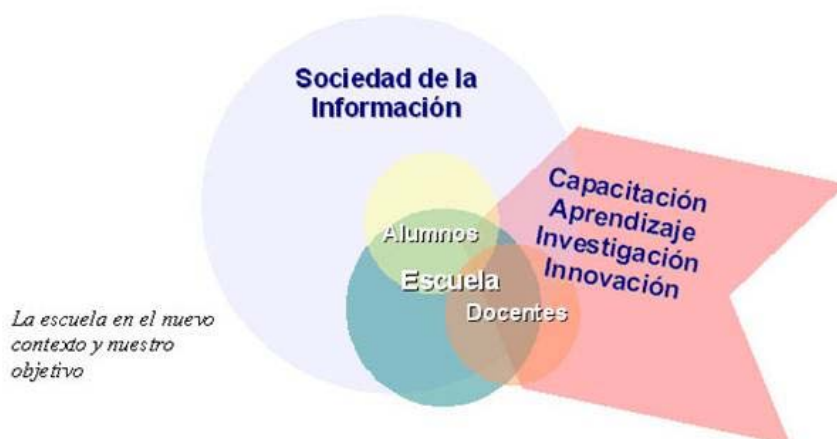 Sociedad de la
Información
Capacitación
Aprendizaje
Investigación
Innovación
Alumnos
Escuela
Docentes
La escuela en el nuevo
contexto y nuestro
objetivo